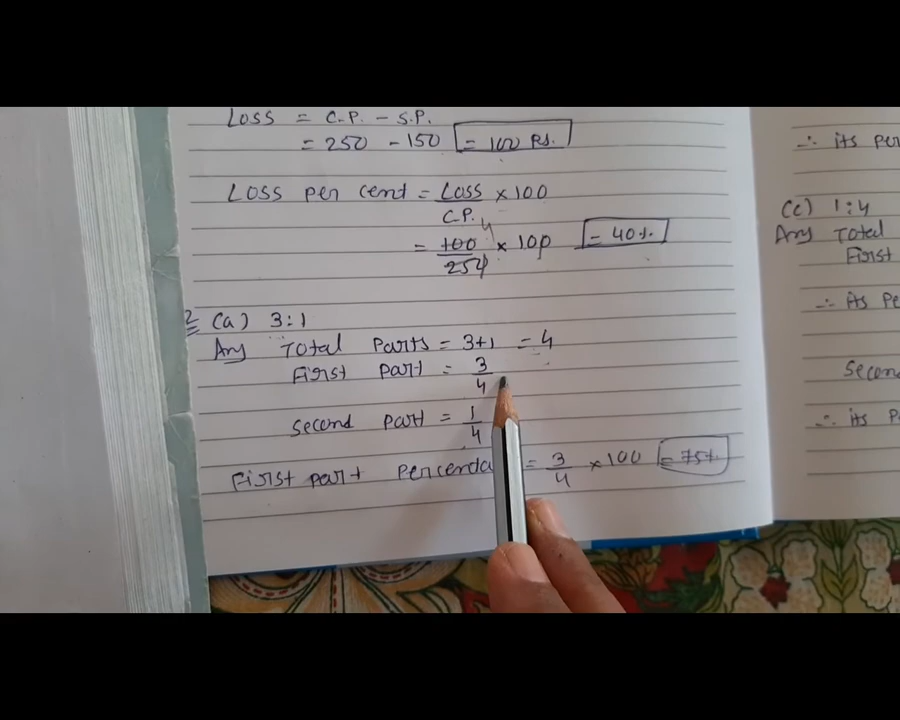 Loss = C.P. - S.P.
= 250 - 150 = 100 Rs.
Loss per cent = Loss/C.P. × 100
= 100/250 × 100 = 40%
2 (a) 3:1
Ans Total Parts = 3+1 = 4
First part = 3/4
second part = 1/4
First part Percenta = 3/4 × 100 = 75%
∴ its per
(c) 1:4
Ans Total
First
∴ its Pe
Secon
∴ its P